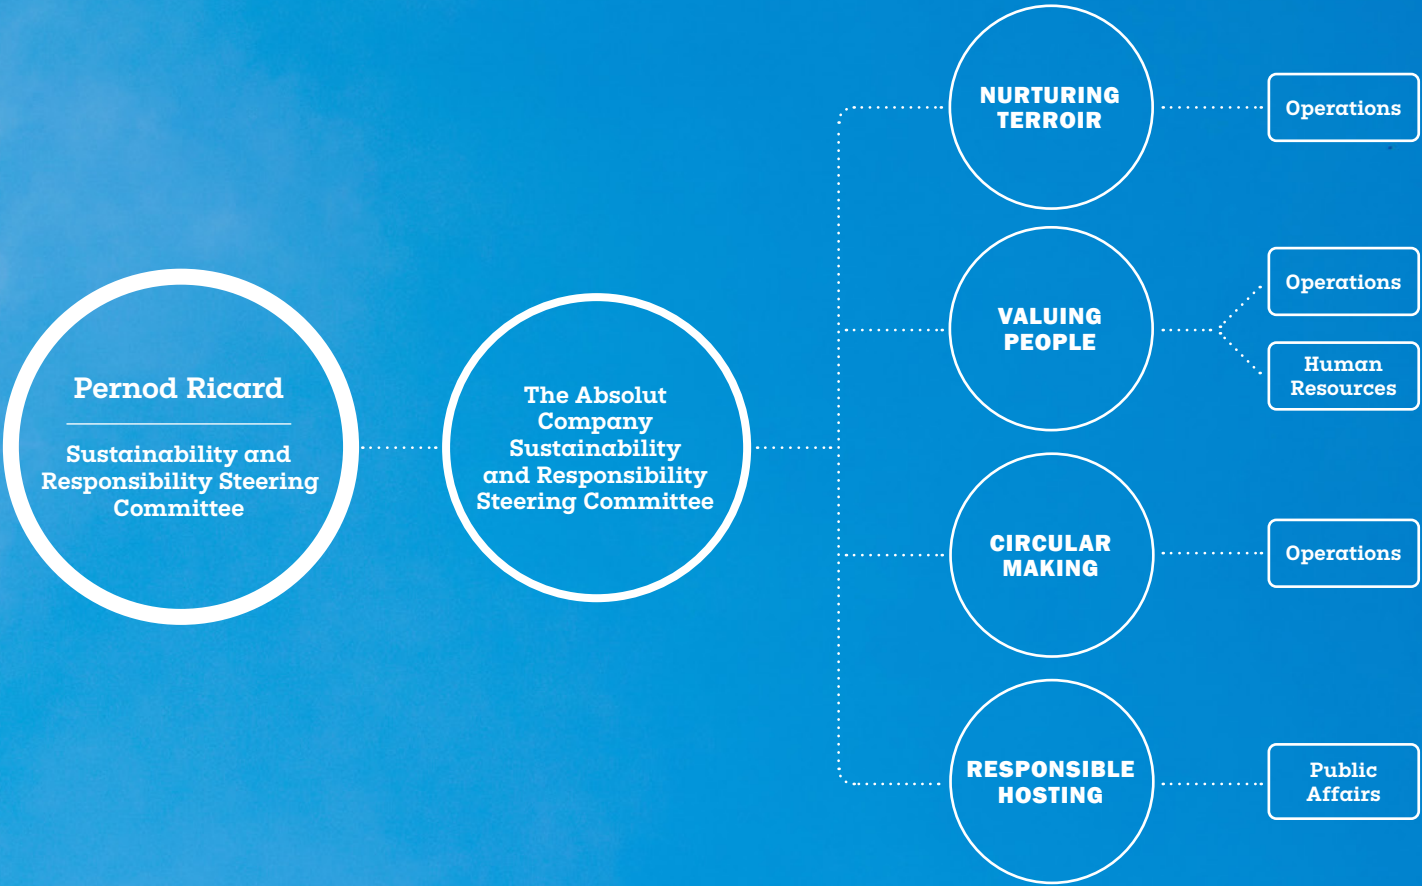 Pernod Ricard
Sustainability and
Responsibility Steering
Committee
The Absolut
Company
Sustainability
and Responsibility
Steering Committee
NURTURING
TERROIR
Operations
VALUING
PEOPLE
Operations
Human
Resources
CIRCULAR
MAKING
Operations
RESPONSIBLE
HOSTING
Public
Affairs